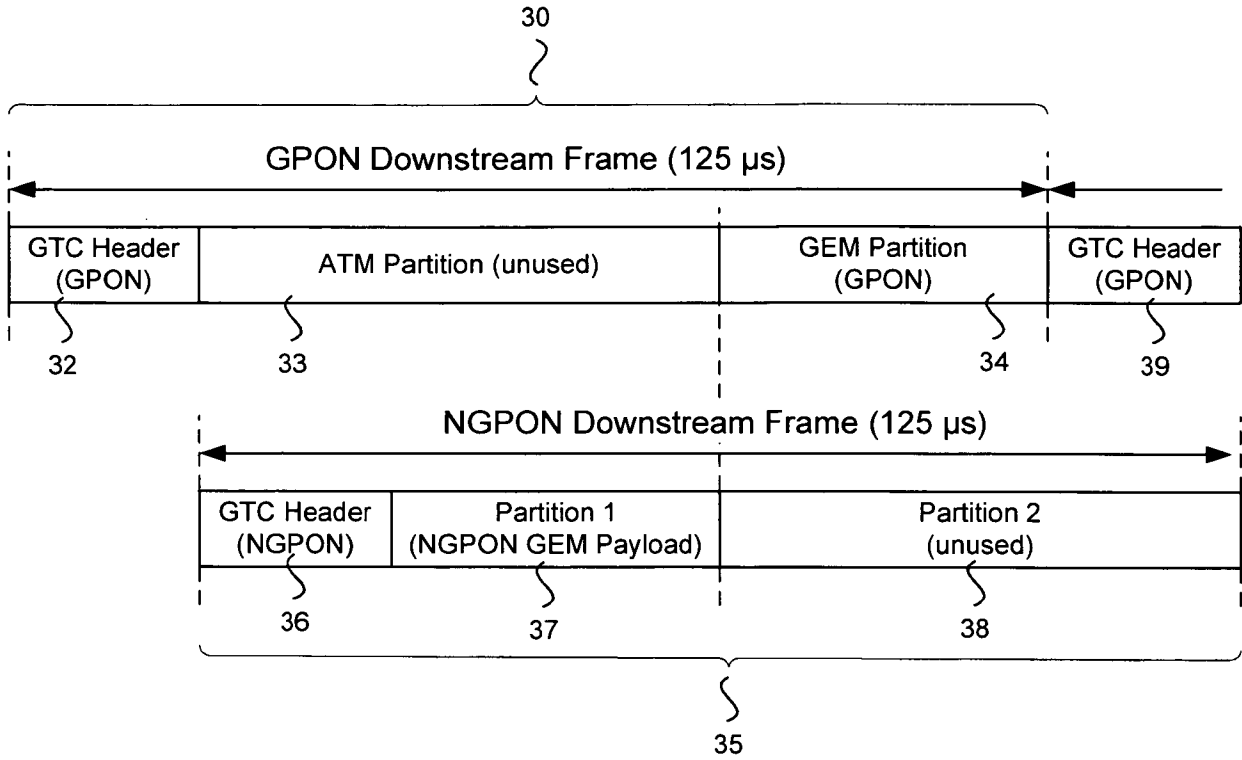 30
GPON Downstream Frame (125 µs)
GTC Header
(GPON)
ATM Partition (unused)
GEM Partition
(GPON)
GTC Header
(GPON)
32
33
34
39
NGPON Downstream Frame (125 µs)
GTC Header
(NGPON)
Partition 1
(NGPON GEM Payload)
Partition 2
(unused)
36
37
38
35